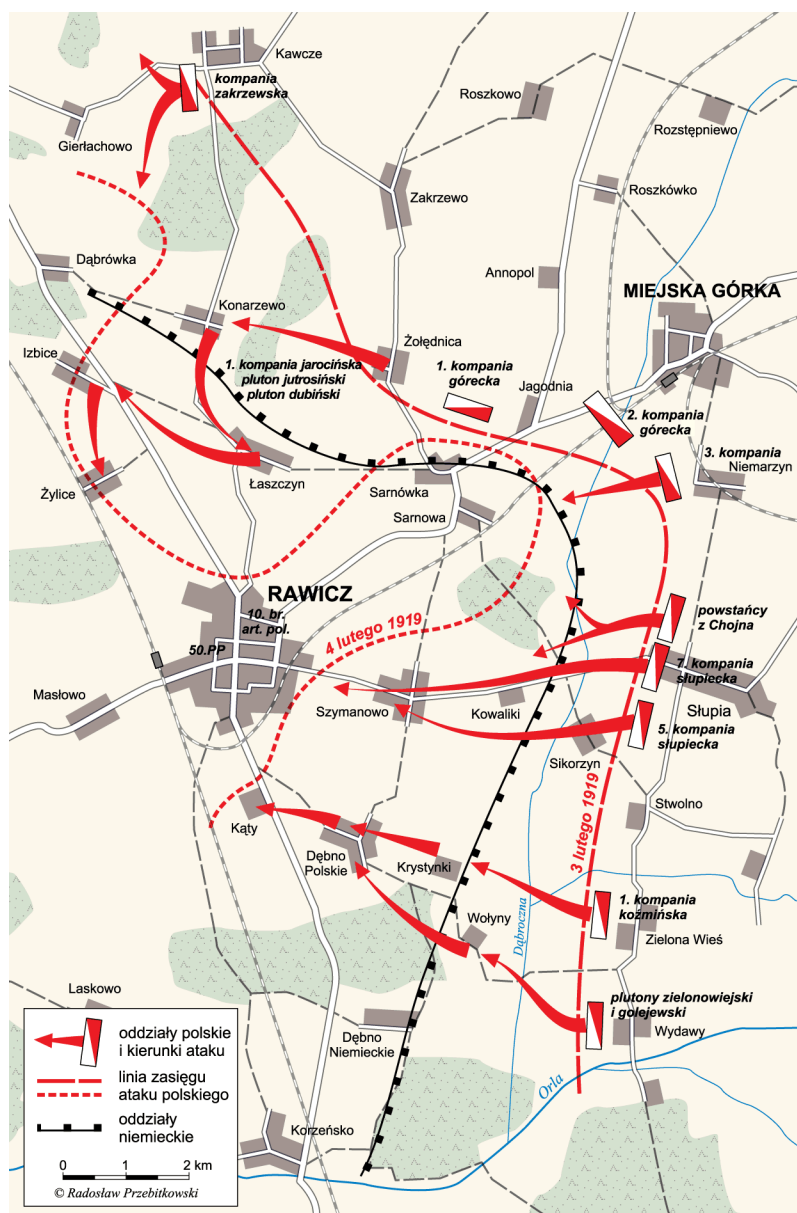 Kawcze
kompania
zakrzewska
Gierłachowo
Roszkowo
Rozstępniewo
Zakrzewo
Roszkówko
Dąbrówka
Annopol
MIEJSKA GÓRKA
Konarzewo
Izbice
Żołędnica
1. kompania jarocińska
pluton jutrosiński
pluton dubiński
1. kompania
górecka
Jagodnia
2. kompania
górecka
3. kompania
Niemarzyn
Łaszczyn
Żylice
Sarnówka
Sarnowa
RAWICZ
10. br.
art. pol.
50.PP
4 lutego 1919
powstańcy
z Chojna
7. kompania
słupiecka
Masłowo
Szymanowo
Kowaliki
Słupia
5. kompania
słupiecka
Sikorzyn
Stwolno
3 lutego 1919
Kąty
Dębno
Polskie
Krystynki
1. kompania
koźmińska
Wołyny
Dąbroczna
Zielona Wieś
Laskowo
plutony zielonowiejski
i golejewski
Dębno
Niemieckie
Wydawy
Orla
Korzeńsko
oddziały polskie
i kierunki ataku
linia zasięgu
ataku polskiego
oddziały
niemieckie
0 1 2 km
© Radosław Przebitkowski